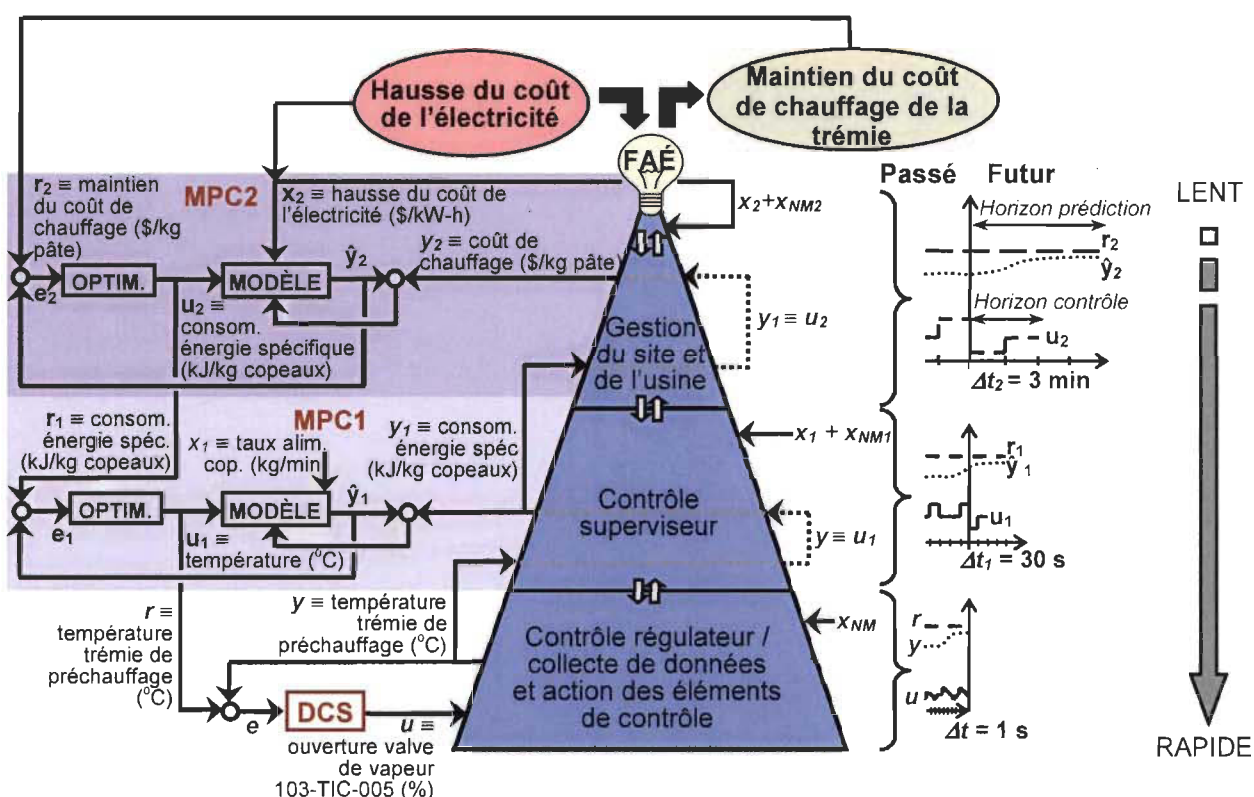 Hausse du coût
de l'électricité
Maintien du coût
de chauffage de la
trémie
FAÉ
r2 ≡ maintien
du coût de
chauffage ($/kg
pâte)
MPC2
x2 ≡ hausse du coût de
l'électricité ($/kW-h)
y2 ≡ coût de
chauffage ($/kg pâte)
ŷ2
e2
OPTIM.
MODÈLE
u2 ≡
consom.
énergie spécifique
(kJ/kg copeaux)
x2+xNM2
y1 ≡ u2
Gestion
du site et
de l'usine
r1 ≡ consom.
énergie spéc.
(kJ/kg copeaux)
MPC1
x1 ≡ taux alim.
cop. (kg/min)
y1 ≡ consom.
énergie spéc
(kJ/kg copeaux)
ŷ1
e1
OPTIM.
MODÈLE
u1 ≡
température (°C)
x1 + xNM1
y ≡ u1
Contrôle
superviseur
r ≡
température
trémie de
préchauffage
(°C)
y ≡ température
trémie de
préchauffage (°C)
xNM
Contrôle régulateur /
collecte de données
et action des éléments
de contrôle
e
DCS
u ≡
ouverture valve
de vapeur
103-TIC-005 (%)
Passé Futur
Horizon prédiction
r2
ŷ2
Horizon contrôle
u2
Δt2 = 3 min
r1
ŷ1
u1
Δt1 = 30 s
r
y
u
Δt = 1 s
LENT
RAPIDE